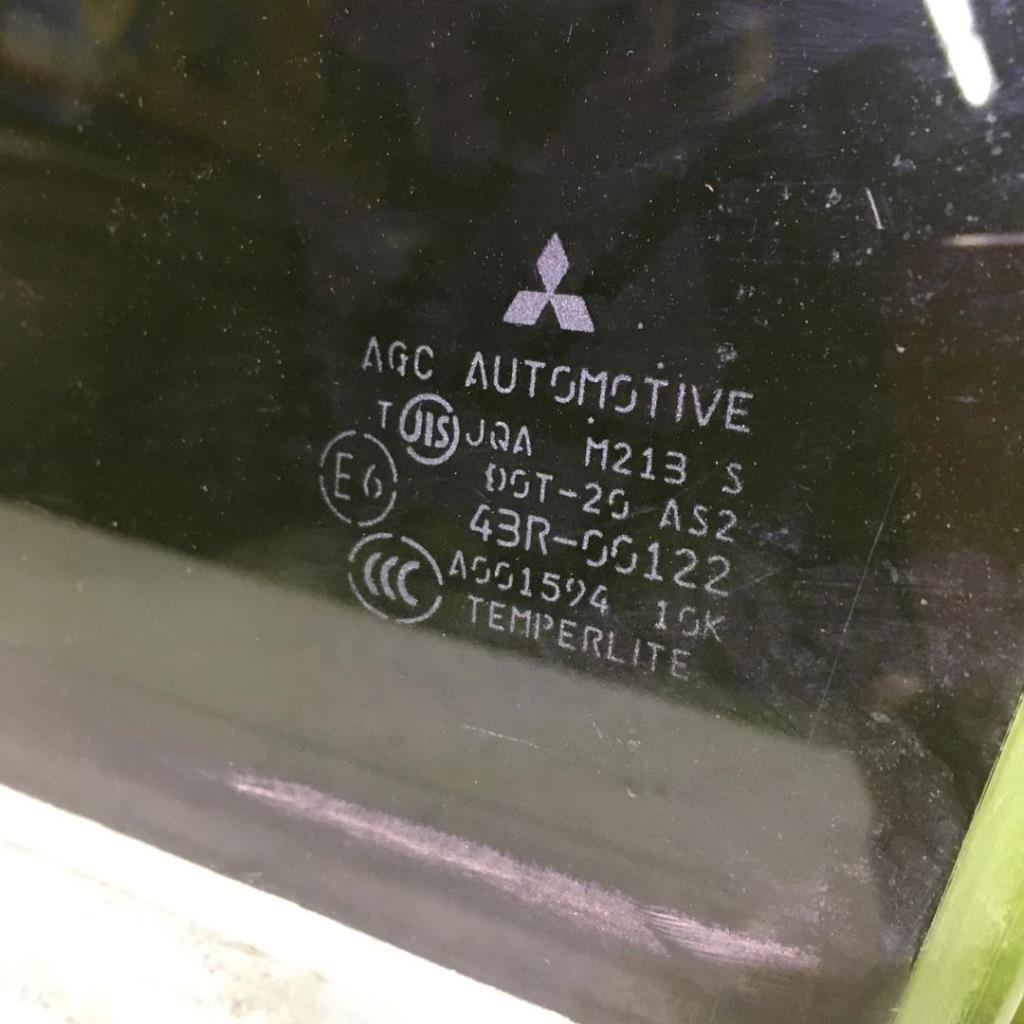 AGC AUTOMOTIVE
T JIS JQA M213 S
E6 DOT-20 AS2
43R-00122
CCC A001594 10K
TEMPERLITE